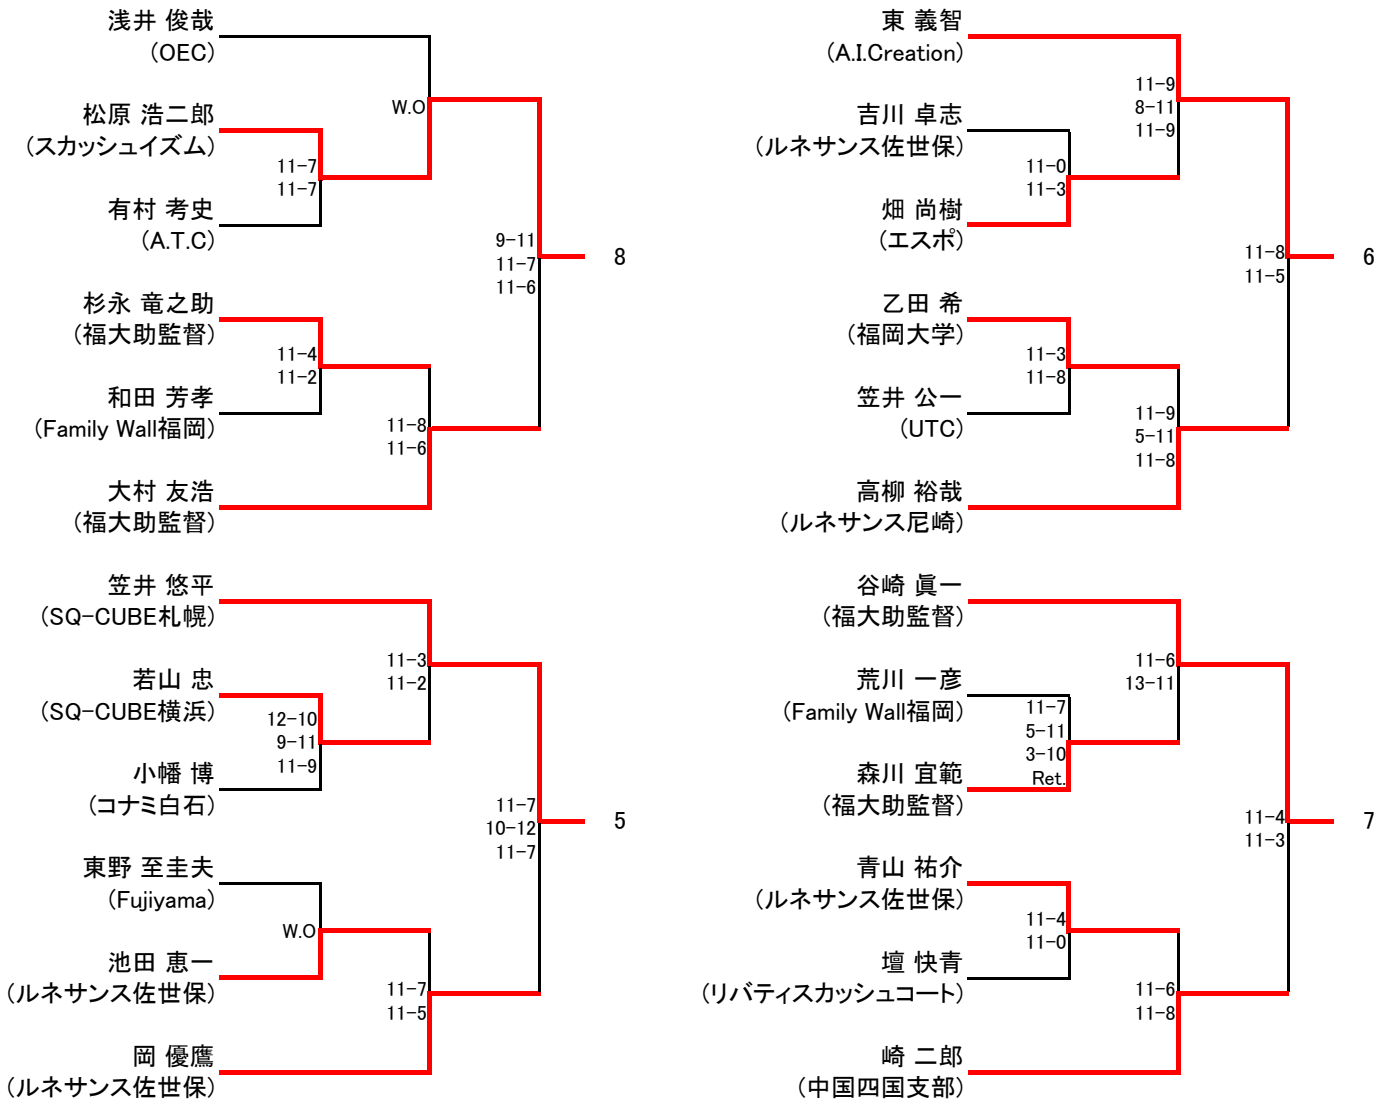 浅井 俊哉
(OEC)
W.O
松原 浩二郎
(スカッシュイズム)
11-7
11-7
有村 考史
(A.T.C)
9-11
11-7
11-6
8
杉永 竜之助
(福大助監督)
11-4
11-2
和田 芳孝
(Family Wall福岡)
11-8
11-6
大村 友浩
(福大助監督)
東 義智
(A.I.Creation)
11-9
8-11
11-9
吉川 卓志
(ルネサンス佐世保)
11-0
11-3
畑 尚樹
(エスポ)
11-8
11-5
6
乙田 希
(福岡大学)
11-3
11-8
笠井 公一
(UTC)
11-9
5-11
11-8
高柳 裕哉
(ルネサンス尼崎)
笠井 悠平
(SQ-CUBE札幌)
11-3
11-2
若山 忠
(SQ-CUBE横浜)
12-10
9-11
11-9
小幡 博
(コナミ白石)
11-7
10-12
11-7
5
東野 至圭夫
(Fujiyama)
W.O
池田 恵一
(ルネサンス佐世保)
11-7
11-5
岡 優鷹
(ルネサンス佐世保)
谷崎 眞一
(福大助監督)
11-6
13-11
荒川 一彦
(Family Wall福岡)
11-7
5-11
3-10
Ret.
森川 宜範
(福大助監督)
11-4
11-3
7
青山 祐介
(ルネサンス佐世保)
11-4
11-0
壇 快青
(リバティスカッシュコート)
11-6
11-8
崎 二郎
(中国四国支部)